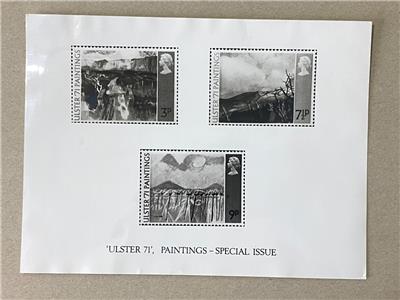 ULSTER '71 PAINTINGS
3P
ULSTER '71 PAINTINGS
7½P
ULSTER '71 PAINTINGS
9P
'ULSTER 71', PAINTINGS – SPECIAL ISSUE